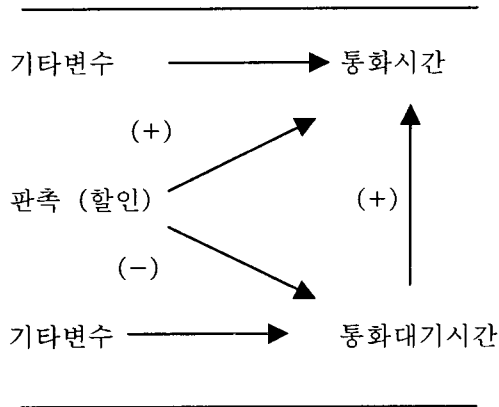 기타변수 통화시간
(+)
판촉 (할인) (+)
(−)
기타변수 통화대기시간